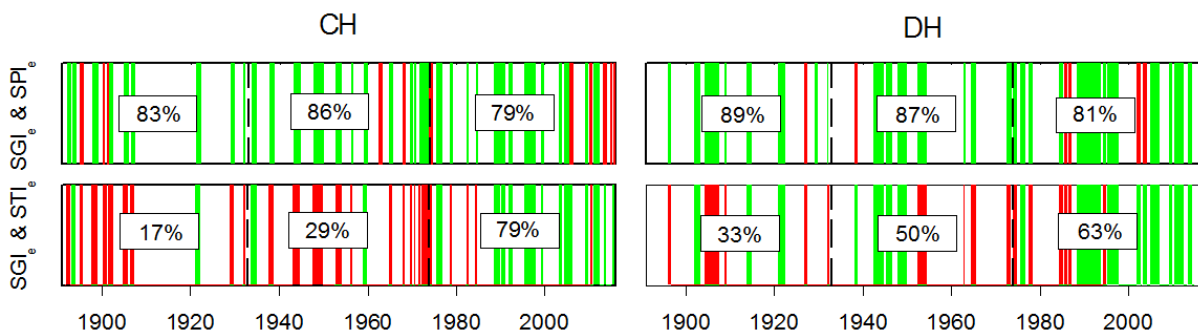 CH DH
SGIe & SPIe
83% 86% 79% 89% 87% 81%
SGIe & STIe
17% 29% 79% 33% 50% 63%
1900 1920 1940 1960 1980 2000 1900 1920 1940 1960 1980 2000